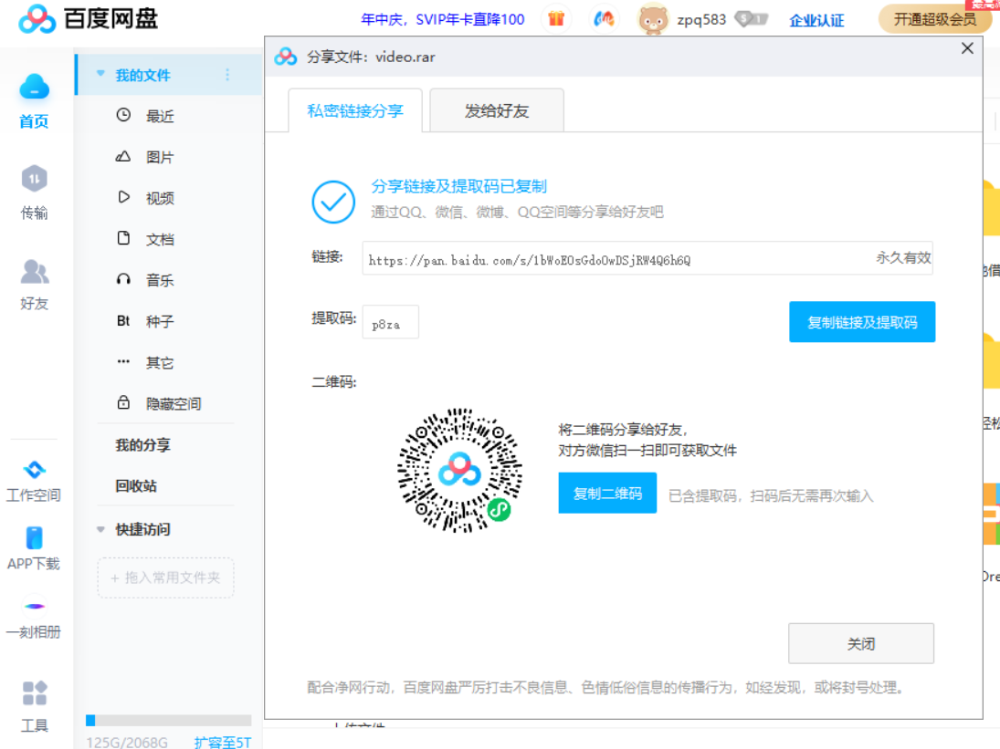 百度网盘
年中庆，SVIP年卡直降100
zpq583
S 1
企业认证
开通超级会员
首页
传输
好友
工作空间
APP下载
一刻相册
工具
我的文件
最近
图片
视频
文档
音乐
Bt 种子
其它
隐藏空间
我的分享
回收站
快捷访问
+ 拖入常用文件夹
125G/2068G 扩容至5T
分享文件：video.rar
私密链接分享
发给好友
分享链接及提取码已复制
通过QQ、微信、微博、QQ空间等分享给好友吧
链接: https://pan.baidu.com/s/1bWoEOsGdoOwDSjRW4Q6h6Q 永久有效
提取码: p8za
复制链接及提取码
二维码:
将二维码分享给好友，
对方微信扫一扫即可获取文件
复制二维码
已含提取码，扫码后无需再次输入
关闭
配合净网行动，百度网盘严厉打击不良信息、色情低俗信息的传播行为，如经发现，或将封号处理。